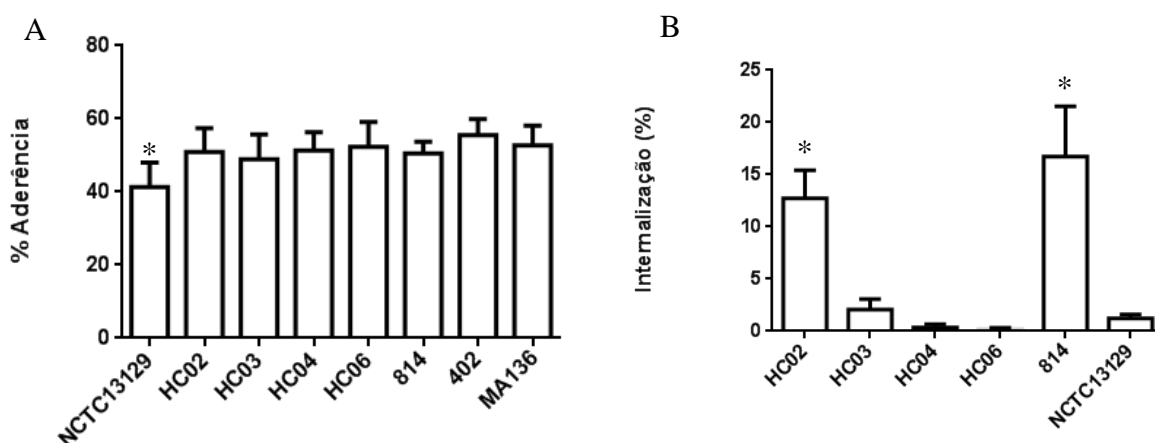 A
% Aderência
80
60
40
20
0
*
NCTC13129
HC02
HC03
HC04
HC06
814
402
MA136
B
Internalização (%)
25
20
15
10
5
0
*
*
HC02
HC03
HC04
HC06
814
NCTC13129